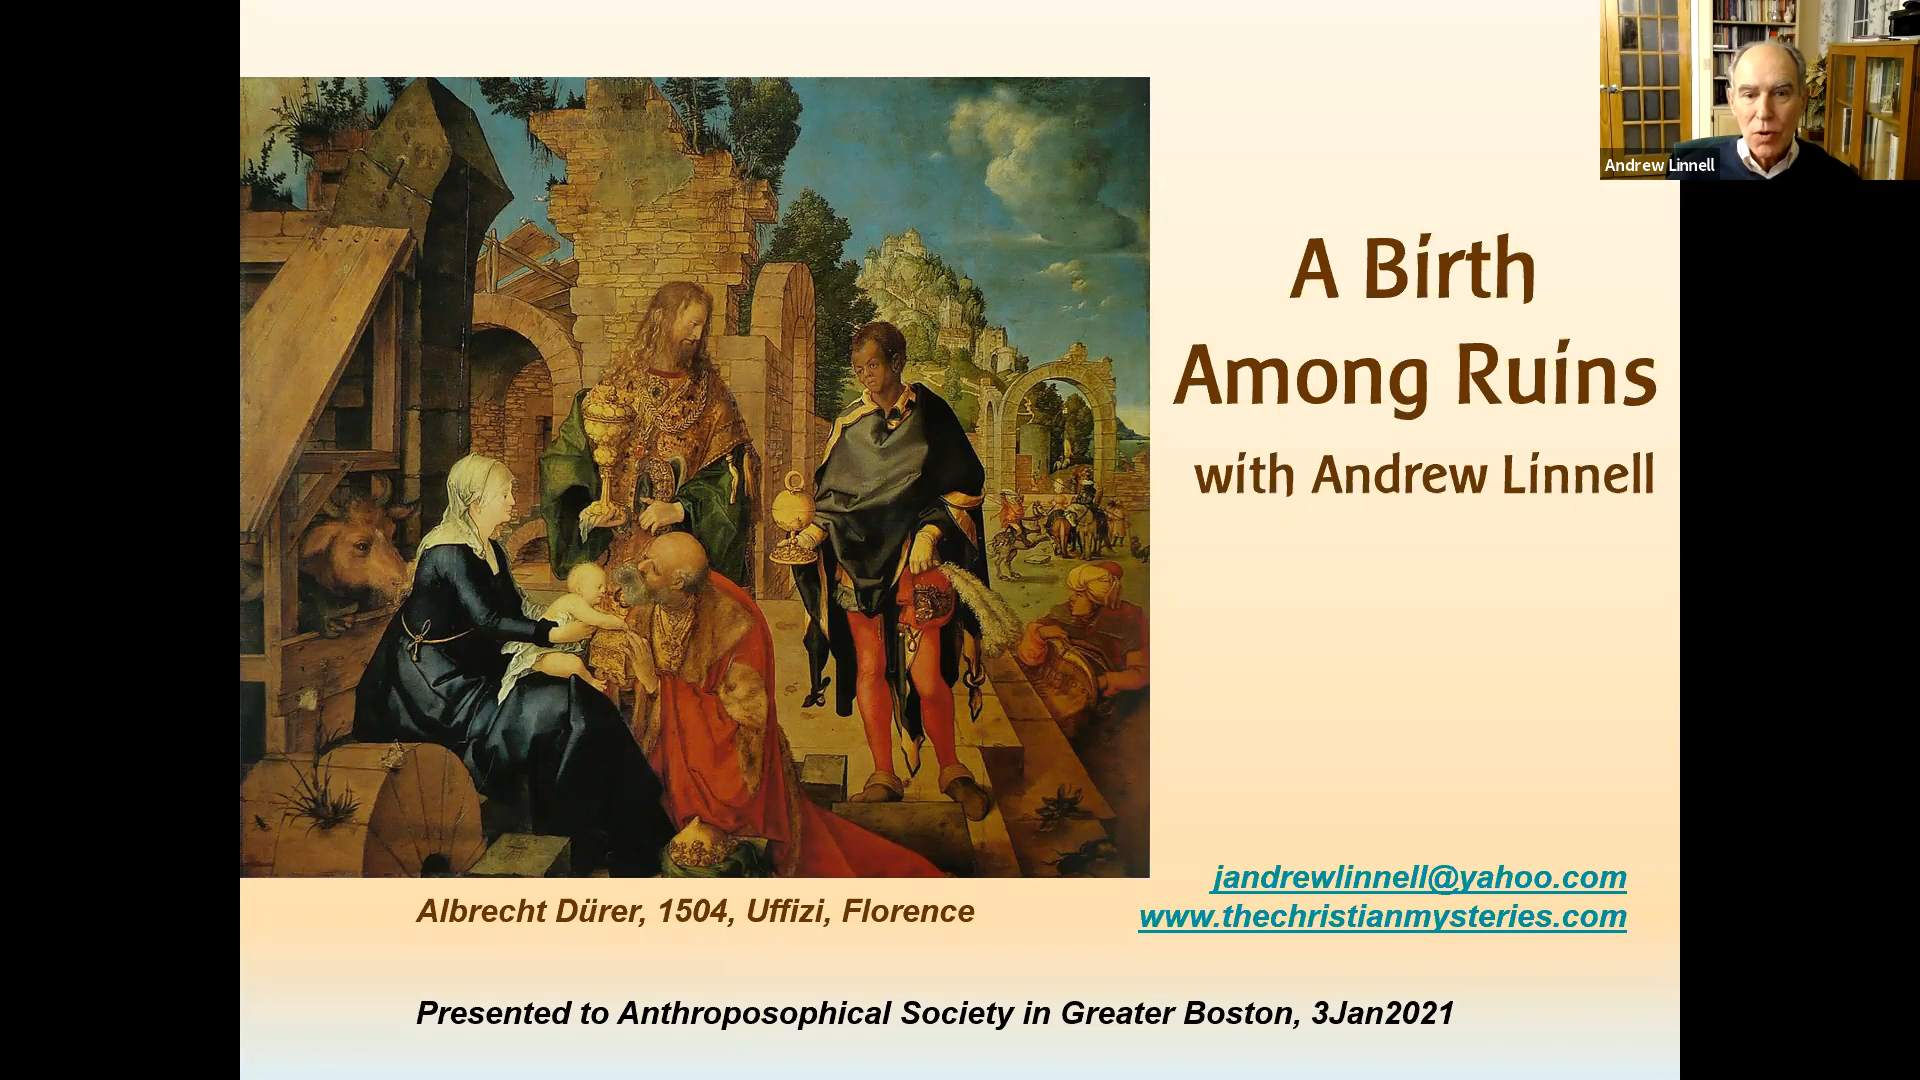 Andrew Linnell
A Birth
Among Ruins
with Andrew Linnell
jandrewlinnell@yahoo.com
www.thechristianmysteries.com
Albrecht Dürer, 1504, Uffizi, Florence
Presented to Anthroposophical Society in Greater Boston, 3Jan2021